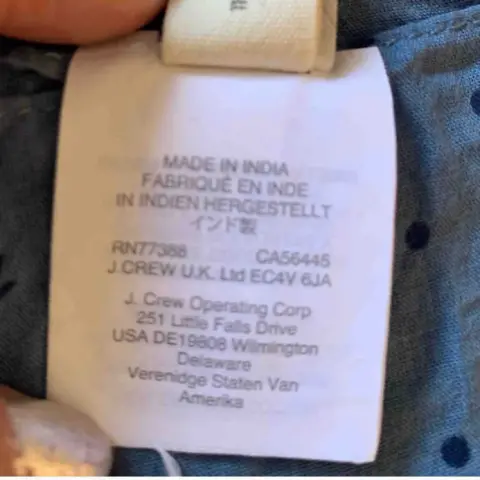 MADE IN INDIA
FABRIQUÉ EN INDE
IN INDIEN HERGESTELLT
インド製
RN77388 CA56445
J.CREW U.K. Ltd EC4V 6JA
J. Crew Operating Corp
251 Little Falls Drive
USA DE19808 Wilmington
Delaware
Verenidge Staten Van
Amerika